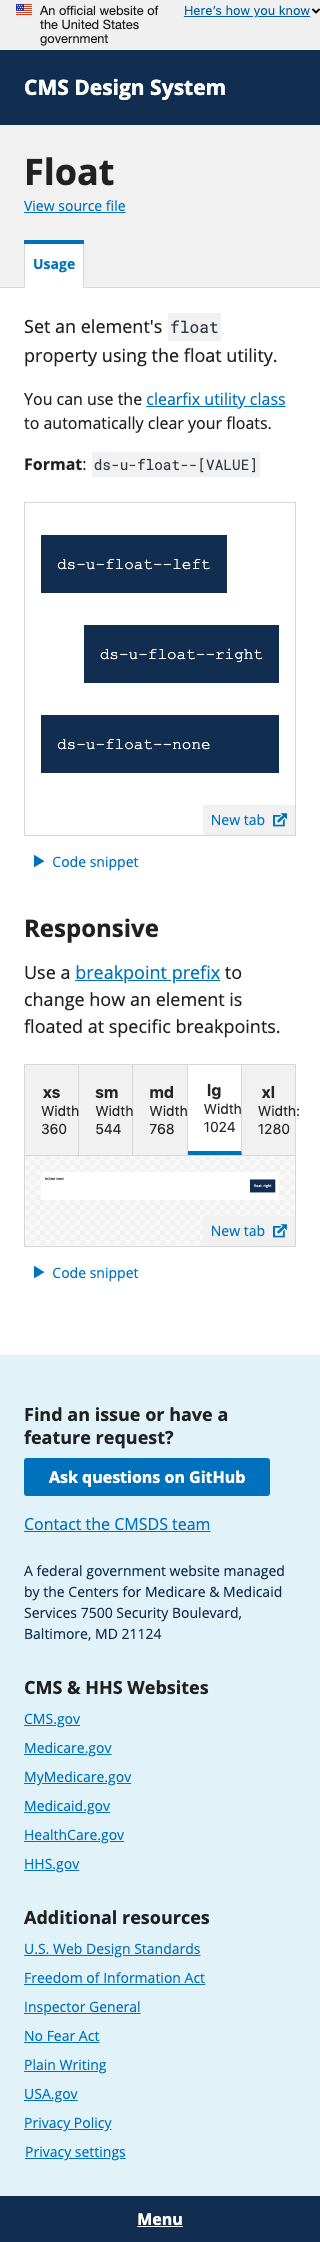 An official website of
the United States
government
Here's how you know
CMS Design System
Float
View source file
Usage
Set an element's float
property using the float utility.
You can use the clearfix utility class
to automatically clear your floats.
Format: ds-u-float--[VALUE]
ds-u-float--left
ds-u-float--right
ds-u-float--none
New tab
Code snippet
Responsive
Use a breakpoint prefix to
change how an element is
floated at specific breakpoints.
xs
Width
360
sm
Width
544
md
Width
768
lg
Width
1024
xl
Width:
1280
float: right
New tab
Code snippet
Find an issue or have a
feature request?
Ask questions on GitHub
Contact the CMSDS team
A federal government website managed
by the Centers for Medicare & Medicaid
Services 7500 Security Boulevard,
Baltimore, MD 21124
CMS & HHS Websites
CMS.gov
Medicare.gov
MyMedicare.gov
Medicaid.gov
HealthCare.gov
HHS.gov
Additional resources
U.S. Web Design Standards
Freedom of Information Act
Inspector General
No Fear Act
Plain Writing
USA.gov
Privacy Policy
Privacy settings
Menu